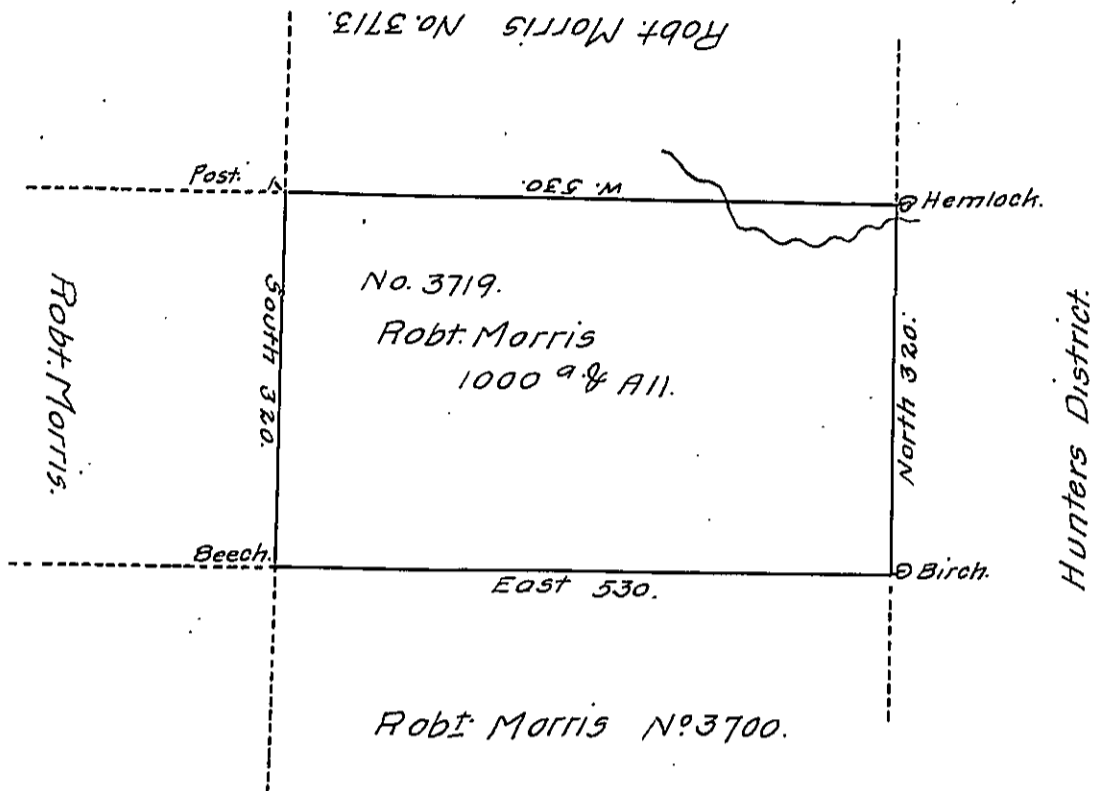 Robt. Morris No. 3713.
Post.
W. 530.
Hemlock.
No. 3719.
Robt. Morris
1000 a. & All.
South 320.
North 320.
Robt. Morris.
Hunters District.
Beech.
East 530.
Birch.
Robt. Morris No. 3700.